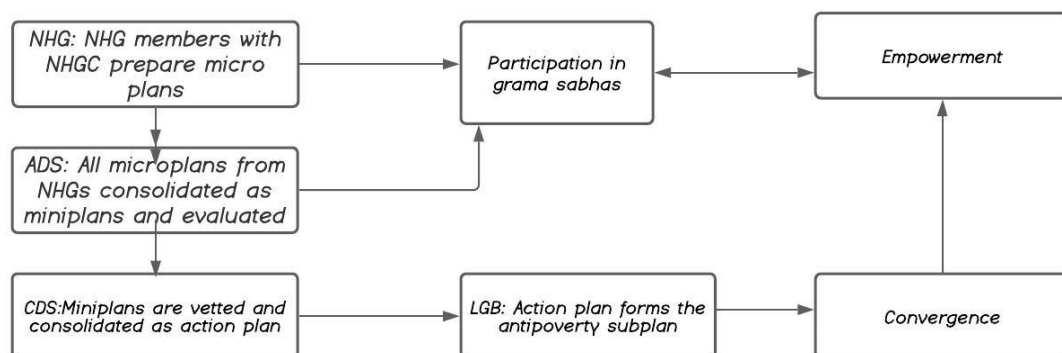 NHG: NHG members with
NHGC prepare micro
plans
Participation in
grama sabhas
Empowerment
ADS: All microplans from
NHGs consolidated as
miniplans and evaluated
CDS:Miniplans are vetted and
consolidated as action plan
LGB: Action plan forms the
antipoverty subplan
Convergence